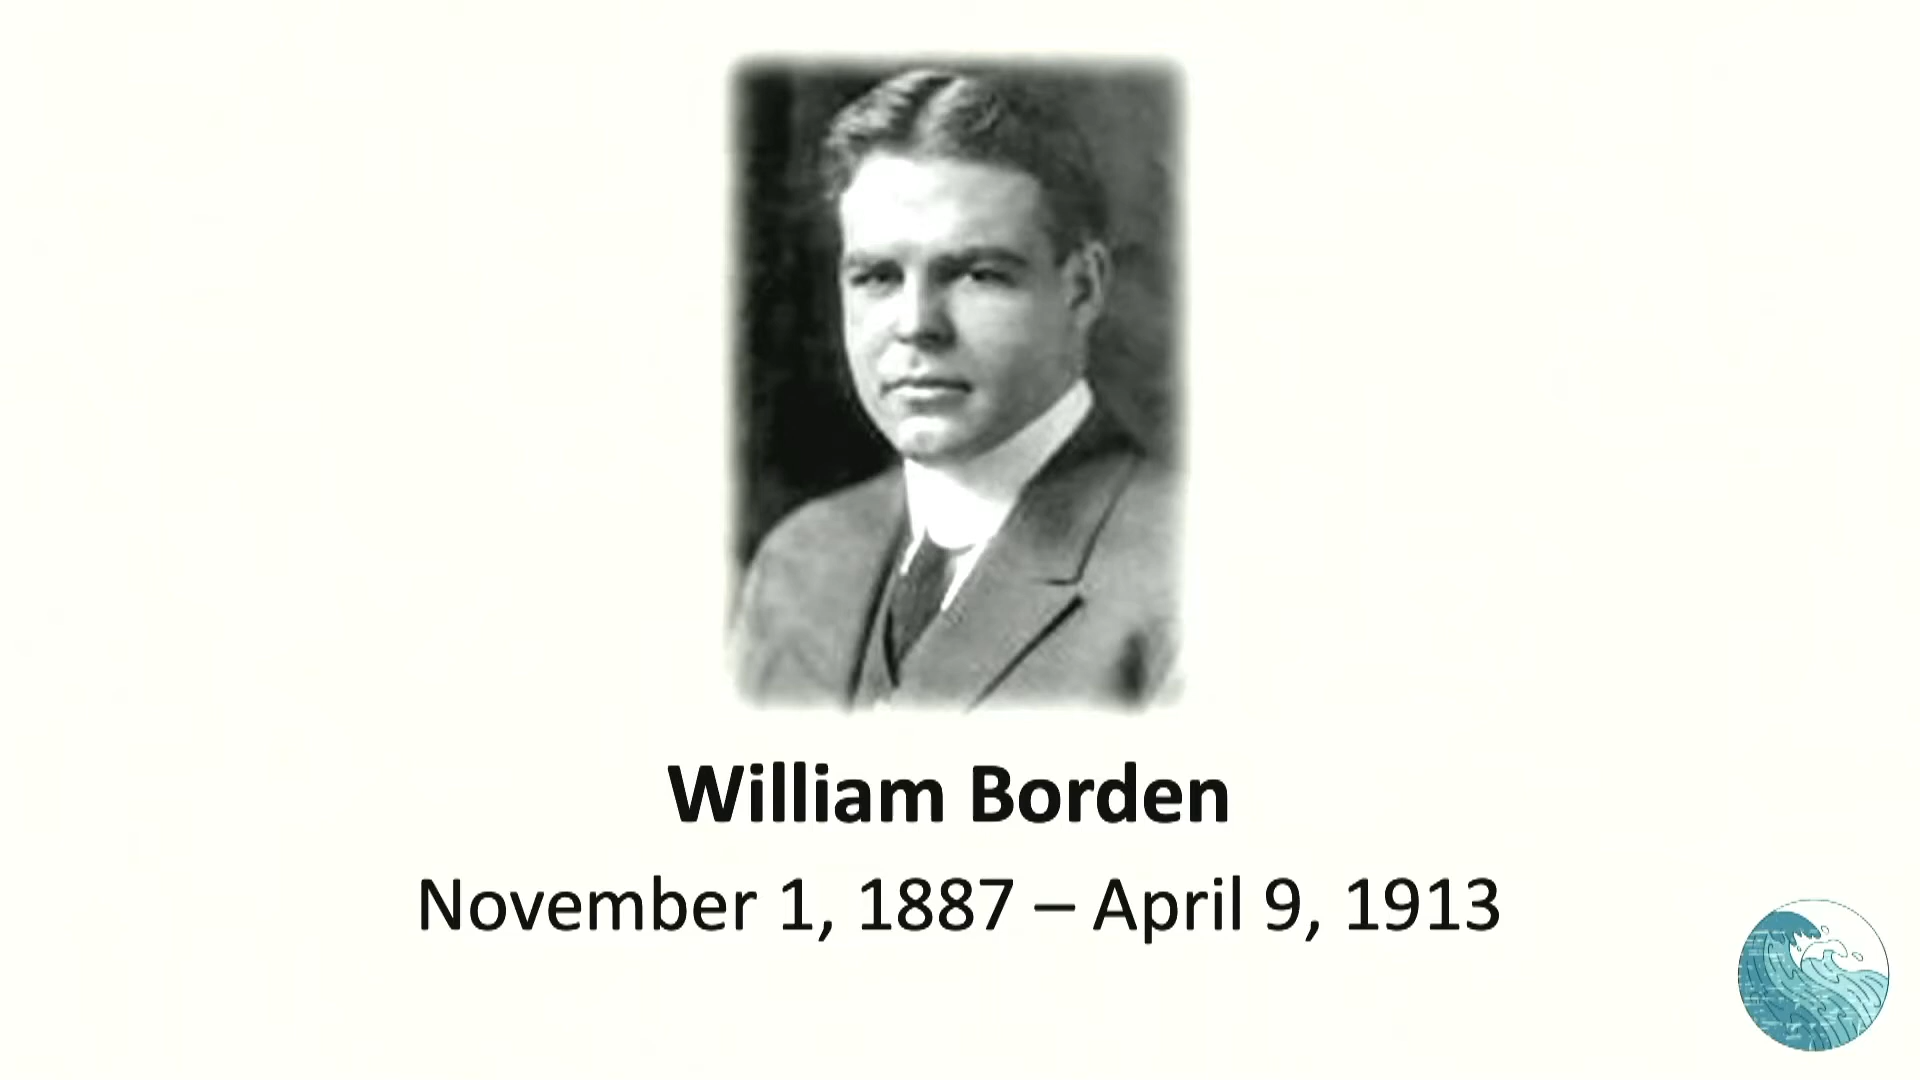 William Borden
November 1, 1887 – April 9, 1913